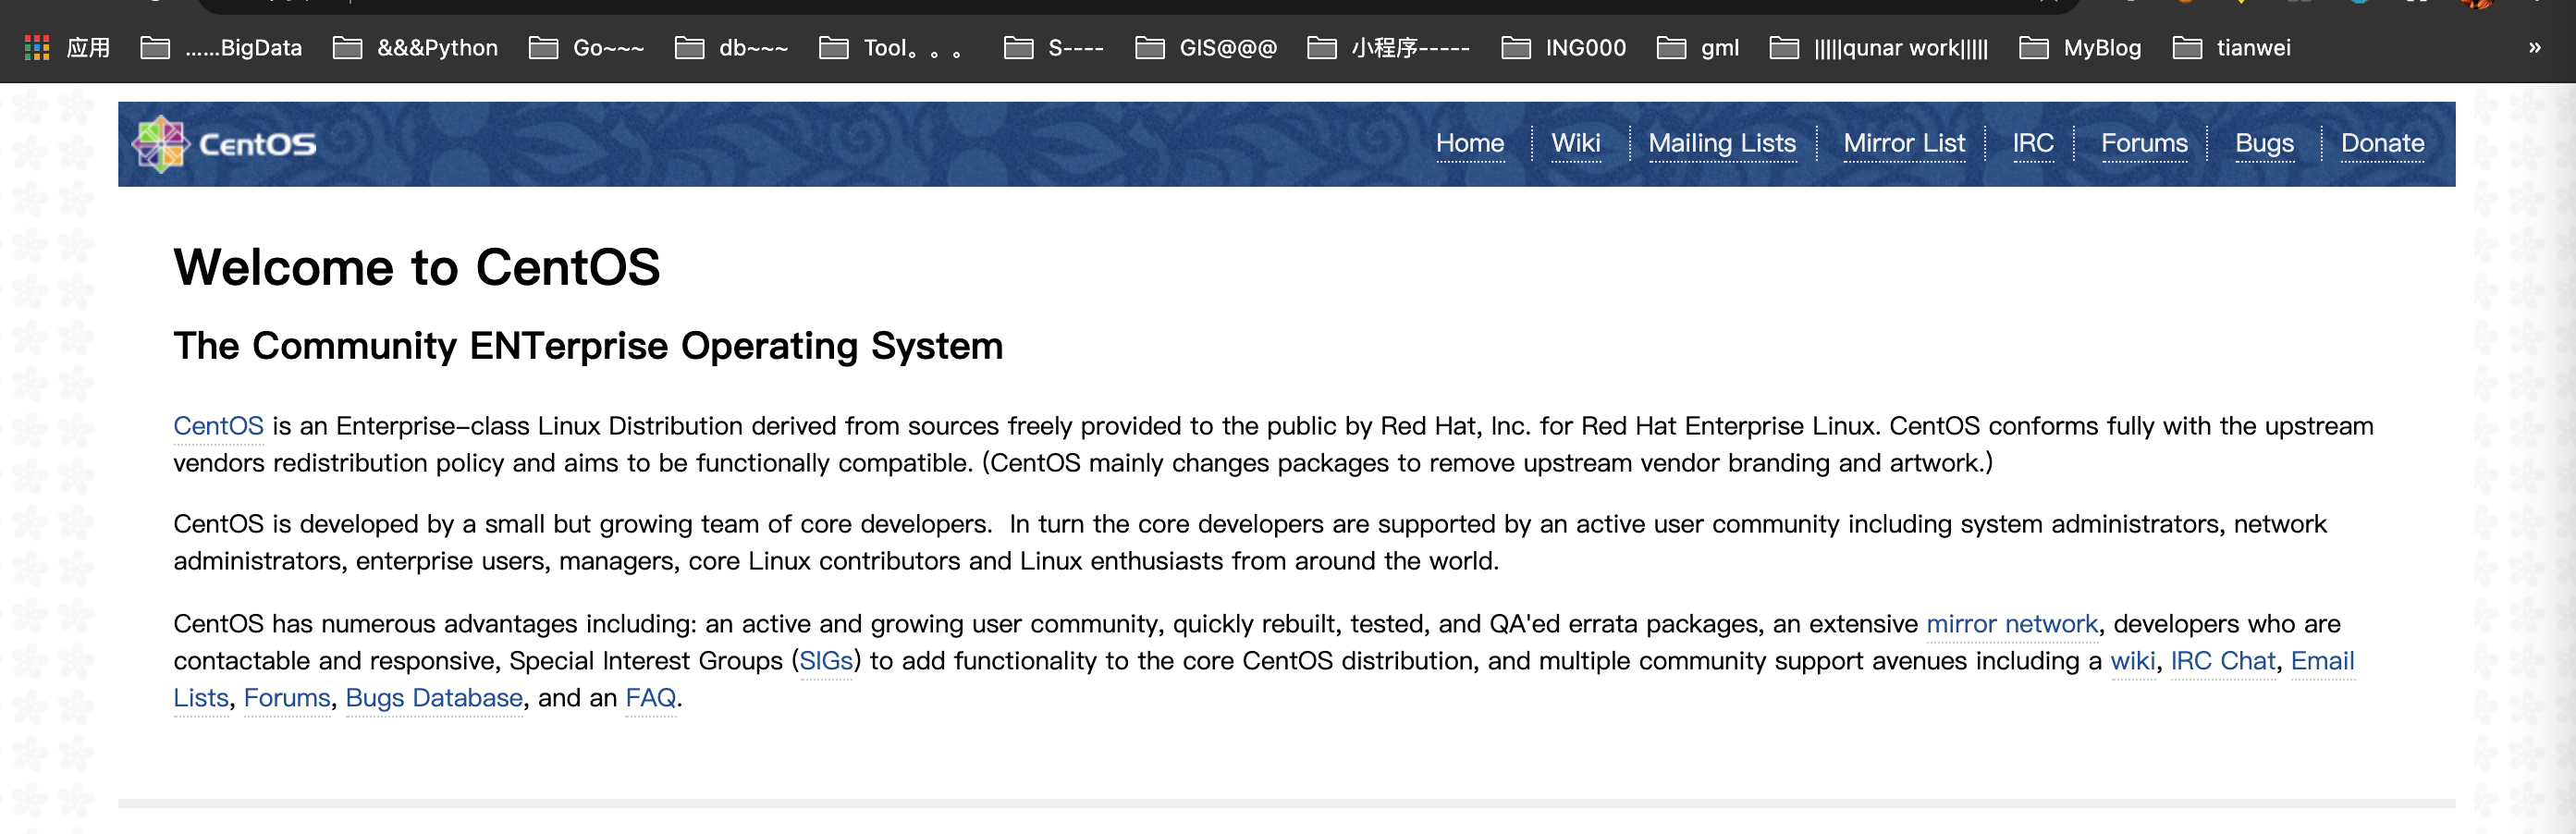 应用 ......BigData &&&Python Go~~~ db~~~ Tool。。。 S---- GIS@@@ 小程序----- ING000 gml |||||qunar work||||| MyBlog tianwei »
CentOS Home Wiki Mailing Lists Mirror List IRC Forums Bugs Donate
Welcome to CentOS
The Community ENTerprise Operating System
CentOS is an Enterprise-class Linux Distribution derived from sources freely provided to the public by Red Hat, Inc. for Red Hat Enterprise Linux. CentOS conforms fully with the upstream
vendors redistribution policy and aims to be functionally compatible. (CentOS mainly changes packages to remove upstream vendor branding and artwork.)
CentOS is developed by a small but growing team of core developers.  In turn the core developers are supported by an active user community including system administrators, network
administrators, enterprise users, managers, core Linux contributors and Linux enthusiasts from around the world.
CentOS has numerous advantages including: an active and growing user community, quickly rebuilt, tested, and QA'ed errata packages, an extensive mirror network, developers who are
contactable and responsive, Special Interest Groups (SIGs) to add functionality to the core CentOS distribution, and multiple community support avenues including a wiki, IRC Chat, Email
Lists, Forums, Bugs Database, and an FAQ.